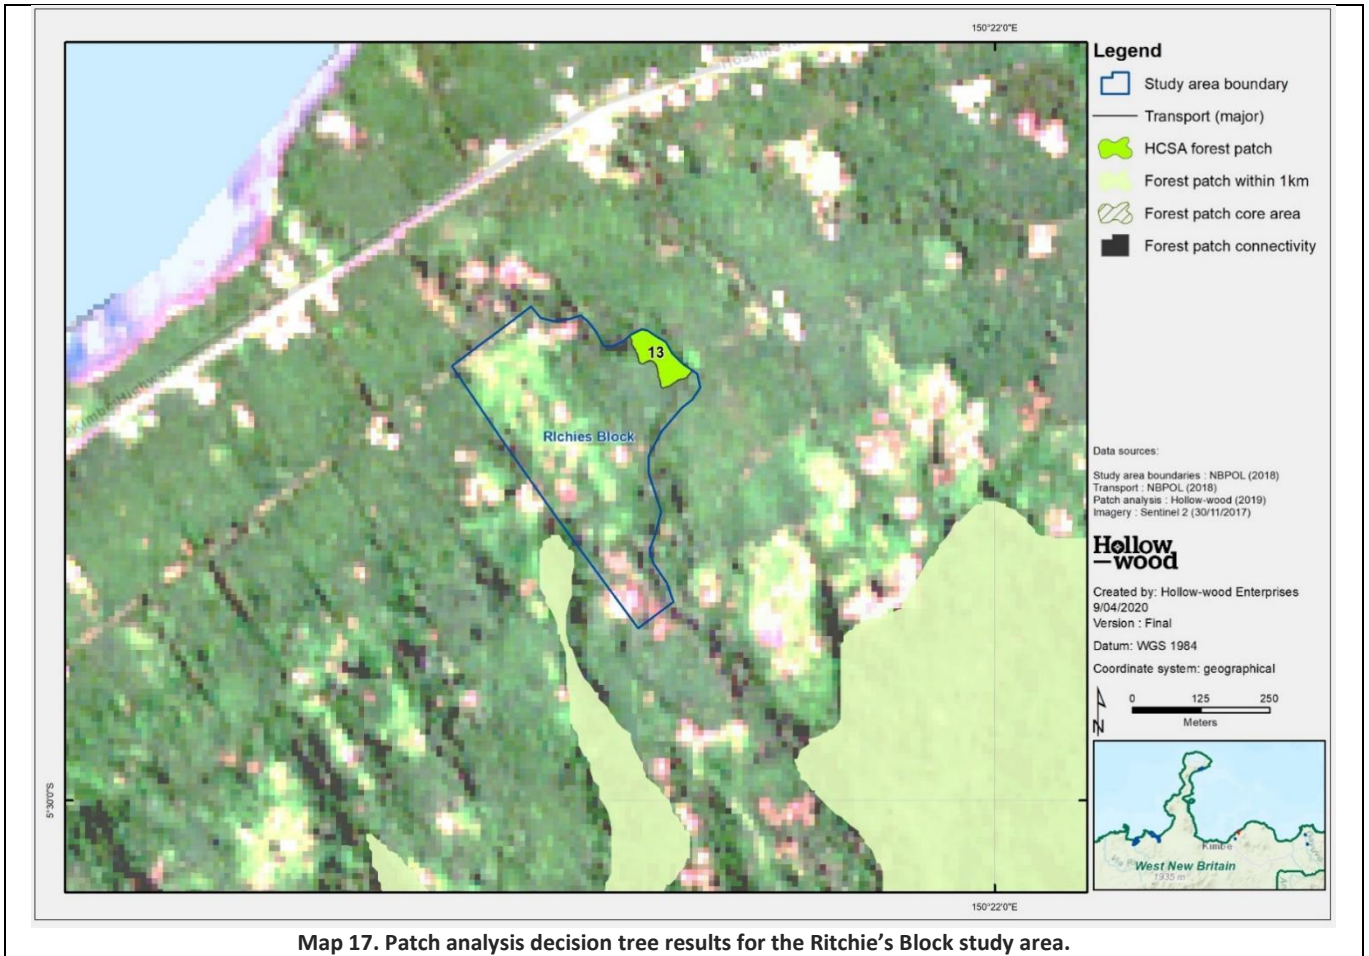 150°22'0"E
Legend
Study area boundary
Transport (major)
HCSA forest patch
Forest patch within 1km
Forest patch core area
Forest patch connectivity
13
RIchies Block
Data sources:
Study area boundaries : NBPOL (2018)
Transport : NBPOL (2018)
Patch analysis : Hollow-wood (2019)
Imagery : Sentinel 2 (30/11/2017)
Hollow
—wood
Created by: Hollow-wood Enterprises
9/04/2020
Version : Final
Datum: WGS 1984
Coordinate system: geographical
N
0 125 250
Meters
5°30'0"S
Kimbe
West New Britain
1935 m
150°22'0"E
Map 17. Patch analysis decision tree results for the Ritchie's Block study area.